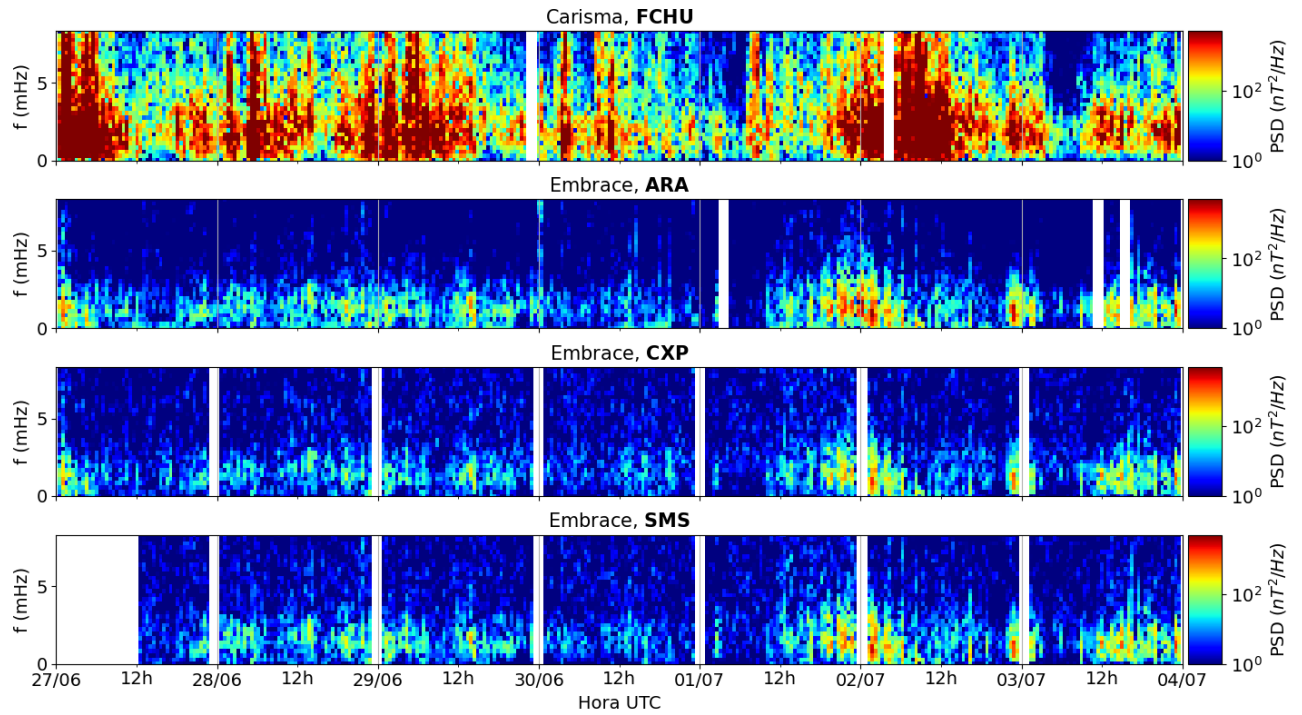 Carisma, FCHU
f (mHz)
5
0
10²
10⁰
PSD (nT²/Hz)
Embrace, ARA
f (mHz)
5
0
10²
10⁰
PSD (nT²/Hz)
Embrace, CXP
f (mHz)
5
0
10²
10⁰
PSD (nT²/Hz)
Embrace, SMS
f (mHz)
5
0
10²
10⁰
PSD (nT²/Hz)
27/06 12h 28/06 12h 29/06 12h 30/06 12h 01/07 12h 02/07 12h 03/07 12h 04/07
Hora UTC